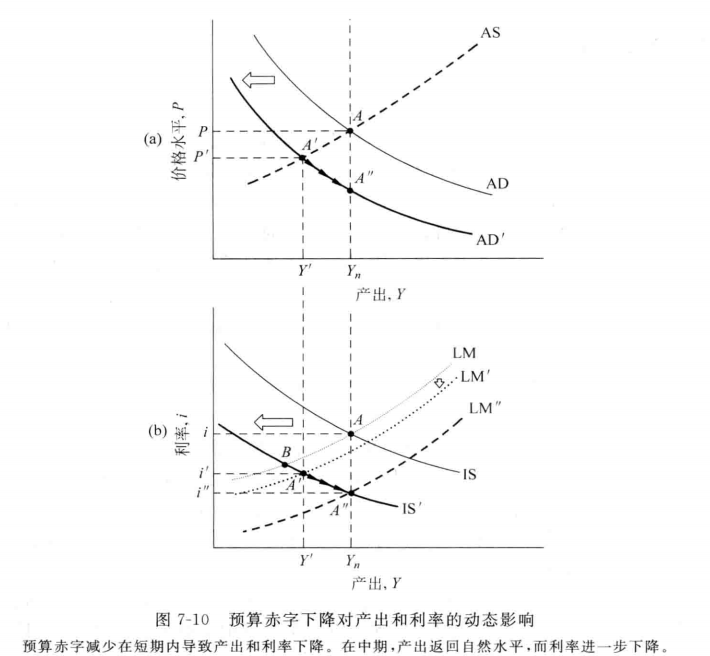 AS
A
P
(a)
价格水平, P
A′
P′
A″
AD
AD′
Y′
Yn
产出, Y
LM
LM′
LM″
A
(b)
利率, i
i
B
i′
A′
IS
i″
A″
IS′
Y′
Yn
产出, Y
图 7-10 预算赤字下降对产出和利率的动态影响
预算赤字减少在短期内导致产出和利率下降。在中期,产出返回自然水平,而利率进一步下降。